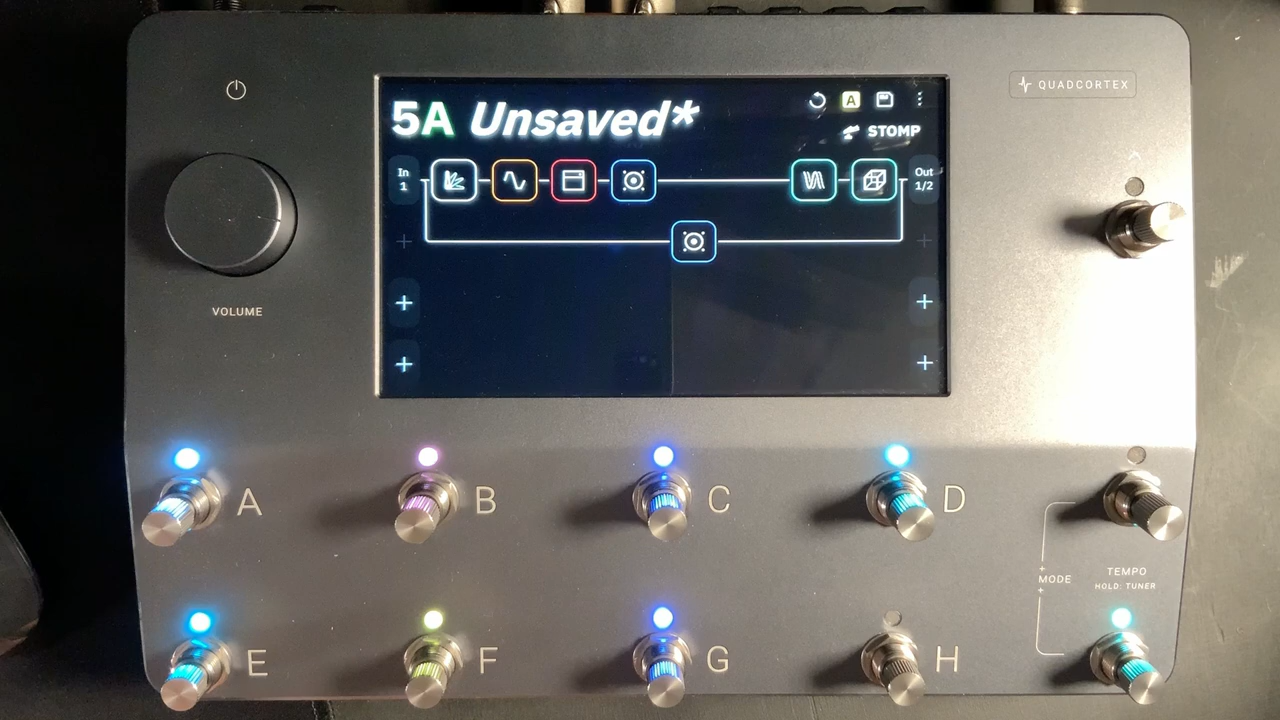 QUADCORTEX
5A Unsaved*
A
STOMP
In
1
Out
1/2
VOLUME
A
B
C
D
MODE
TEMPO
HOLD: TUNER
E
F
G
H